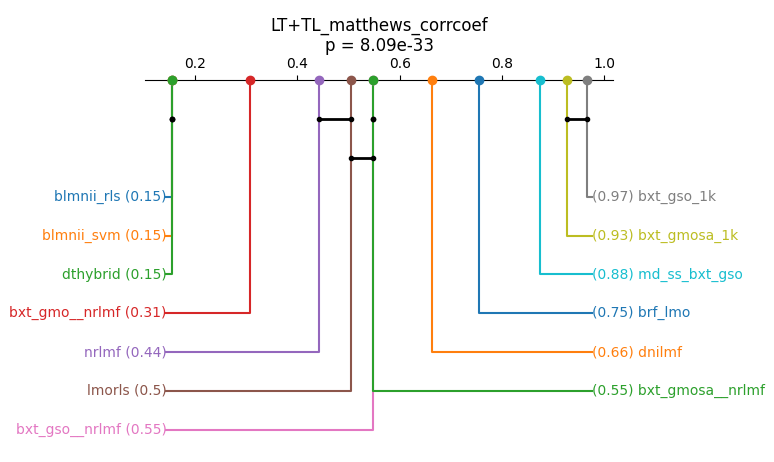 LT+TL_matthews_corrcoef
p = 8.09e-33
0.2 0.4 0.6 0.8 1.0
blmnii_rls (0.15)
(0.97) bxt_gso_1k
blmnii_svm (0.15)
(0.93) bxt_gmosa_1k
dthybrid (0.15)
(0.88) md_ss_bxt_gso
bxt_gmo__nrlmf (0.31)
(0.75) brf_lmo
nrlmf (0.44)
(0.66) dnilmf
lmorls (0.5)
(0.55) bxt_gmosa__nrlmf
bxt_gso__nrlmf (0.55)